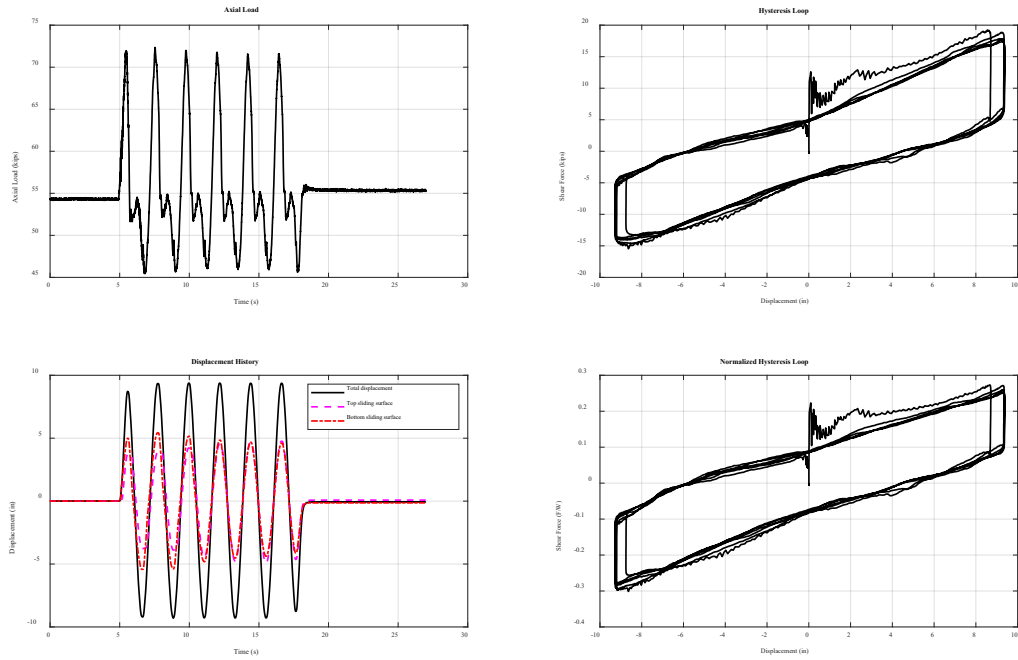 Axial Load
75
70
65
60
55
50
45
Axial Load (kips)
0 5 10 15 20 25 30
Time (s)
Hysteresis Loop
20
15
10
5
0
-5
-10
-15
-20
Shear Force (kips)
-10 -8 -6 -4 -2 0 2 4 6 8 10
Displacement (in)
Displacement History
10
5
0
-5
-10
Displacement (in)
Total displacement
Top sliding surface
Bottom sliding surface
0 5 10 15 20 25 30
Time (s)
Normalized Hysteresis Loop
0.3
0.2
0.1
0
-0.1
-0.2
-0.3
-0.4
Shear Force (FW)
-10 -8 -6 -4 -2 0 2 4 6 8 10
Displacement (in)